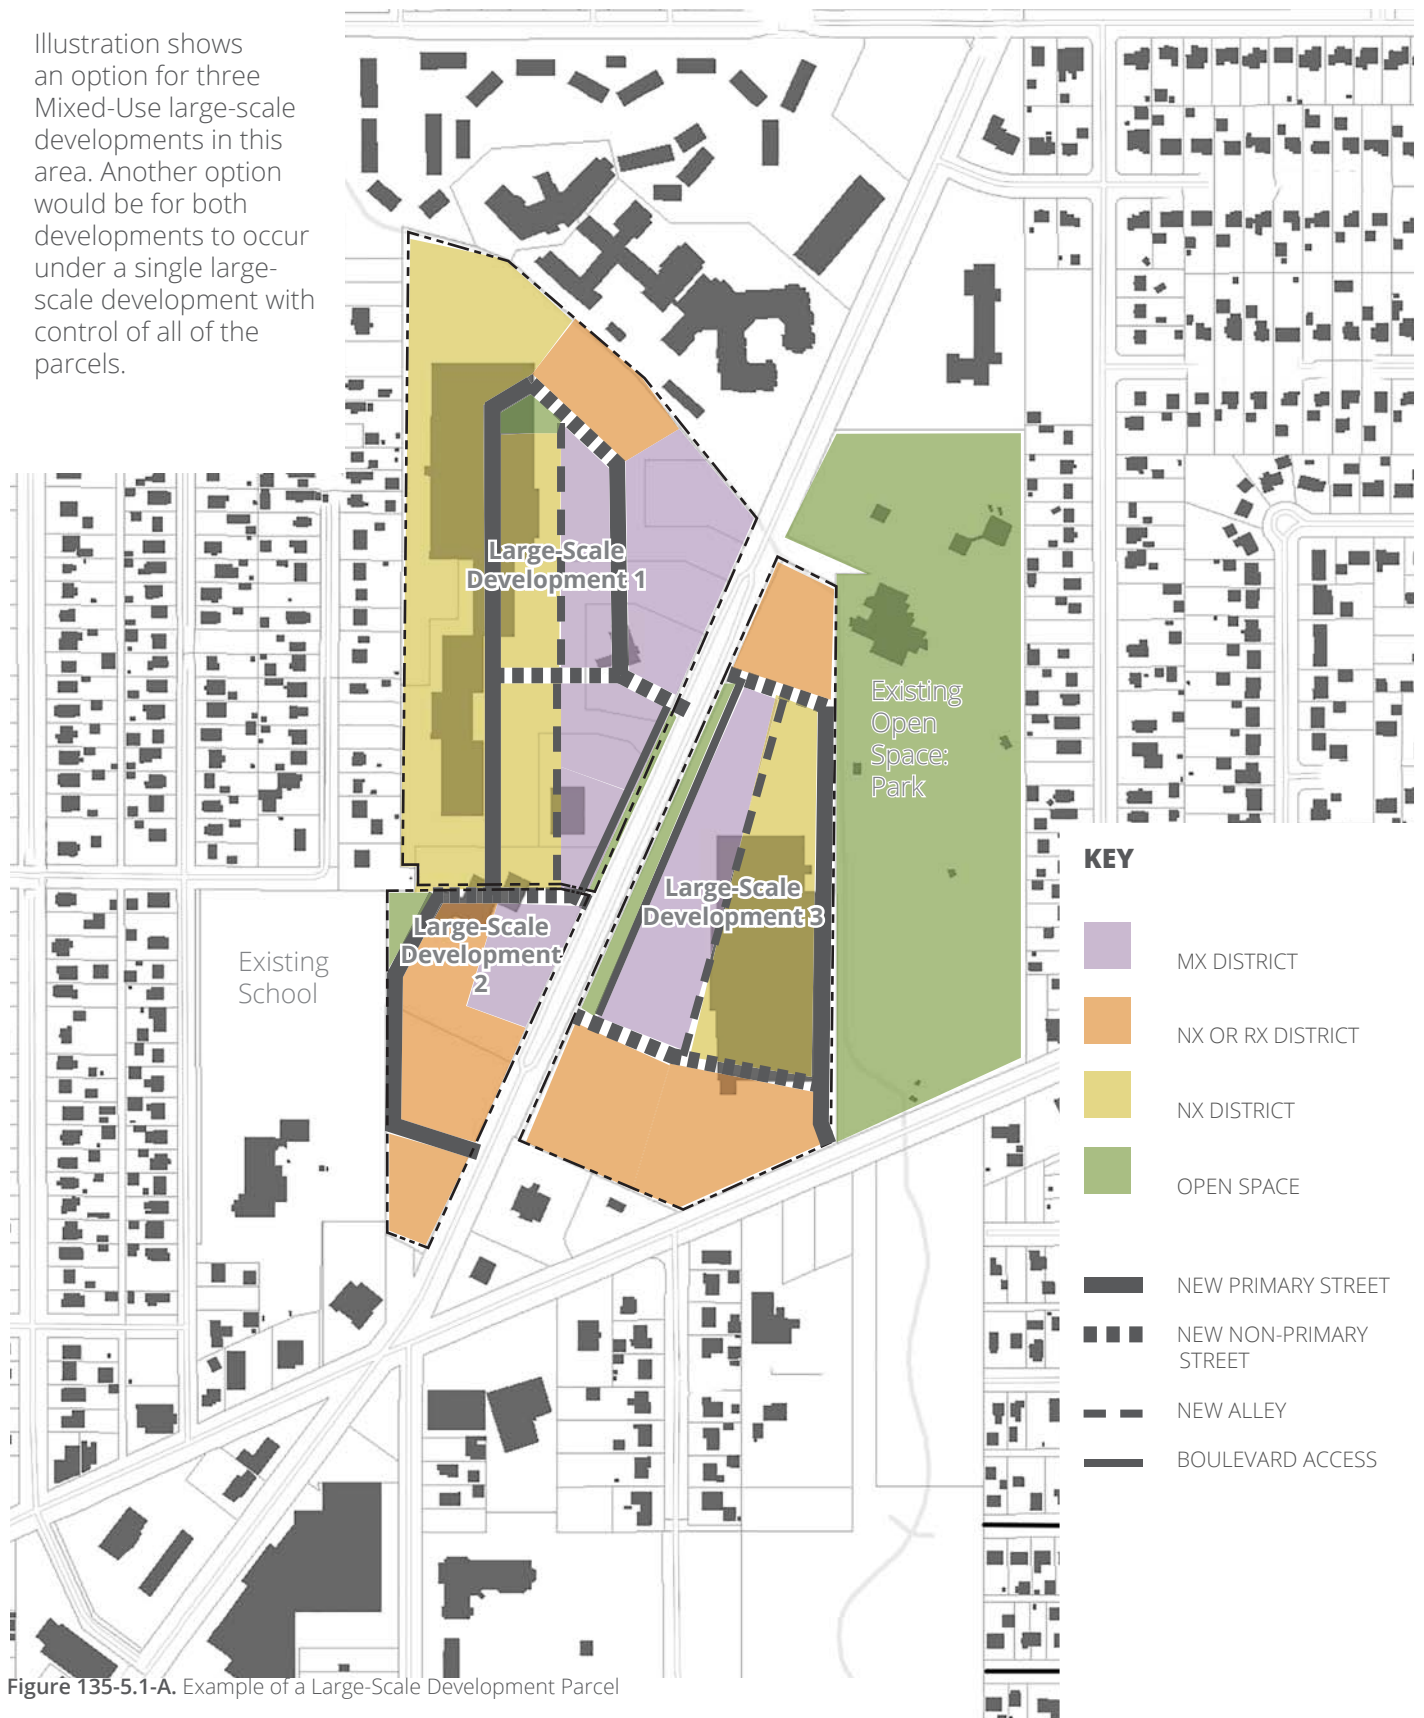 Illustration shows
an option for three
Mixed-Use large-scale
developments in this
area. Another option
would be for both
developments to occur
under a single large-
scale development with
control of all of the
parcels.
Large-Scale
Development 1
Existing
Open
Space:
Park
Large-Scale
Development 3
Large-Scale
Development
2
Existing
School
KEY
MX DISTRICT
NX OR RX DISTRICT
NX DISTRICT
OPEN SPACE
NEW PRIMARY STREET
NEW NON-PRIMARY
STREET
NEW ALLEY
BOULEVARD ACCESS
Figure 135-5.1-A. Example of a Large-Scale Development Parcel